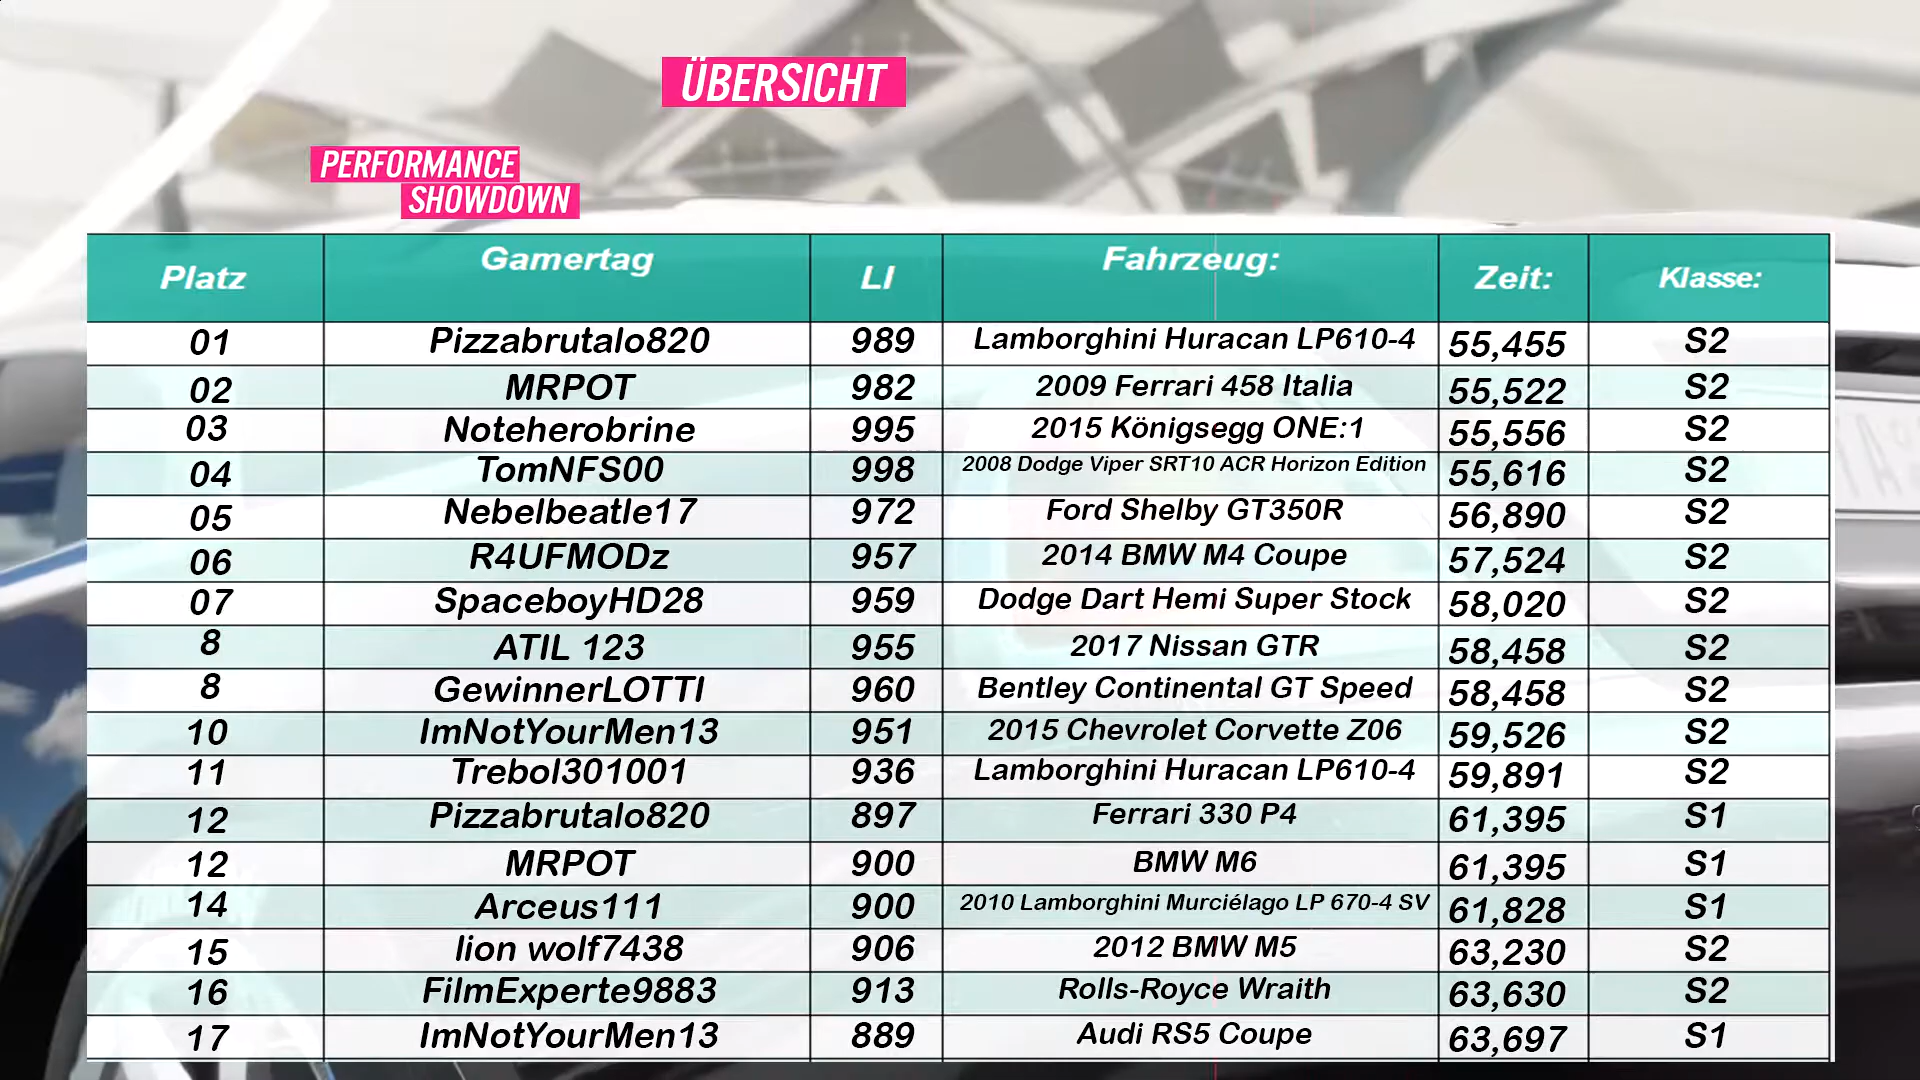 ÜBERSICHT
PERFORMANCE
SHOWDOWN
Platz Gamertag LI Fahrzeug: Zeit: Klasse:
01 Pizzabrutalo820 989 Lamborghini Huracan LP610-4 55,455 S2
02 MRPOT 982 2009 Ferrari 458 Italia 55,522 S2
03 Noteherobrine 995 2015 Königsegg ONE:1 55,556 S2
04 TomNFS00 998 2008 Dodge Viper SRT10 ACR Horizon Edition 55,616 S2
05 Nebelbeatle17 972 Ford Shelby GT350R 56,890 S2
06 R4UFMODz 957 2014 BMW M4 Coupe 57,524 S2
07 SpaceboyHD28 959 Dodge Dart Hemi Super Stock 58,020 S2
8 ATIL 123 955 2017 Nissan GTR 58,458 S2
8 GewinnerLOTTI 960 Bentley Continental GT Speed 58,458 S2
10 ImNotYourMen13 951 2015 Chevrolet Corvette Z06 59,526 S2
11 Trebol301001 936 Lamborghini Huracan LP610-4 59,891 S2
12 Pizzabrutalo820 897 Ferrari 330 P4 61,395 S1
12 MRPOT 900 BMW M6 61,395 S1
14 Arceus111 900 2010 Lamborghini Murciélago LP 670-4 SV 61,828 S1
15 lion wolf7438 906 2012 BMW M5 63,230 S2
16 FilmExperte9883 913 Rolls-Royce Wraith 63,630 S2
17 ImNotYourMen13 889 Audi RS5 Coupe 63,697 S1